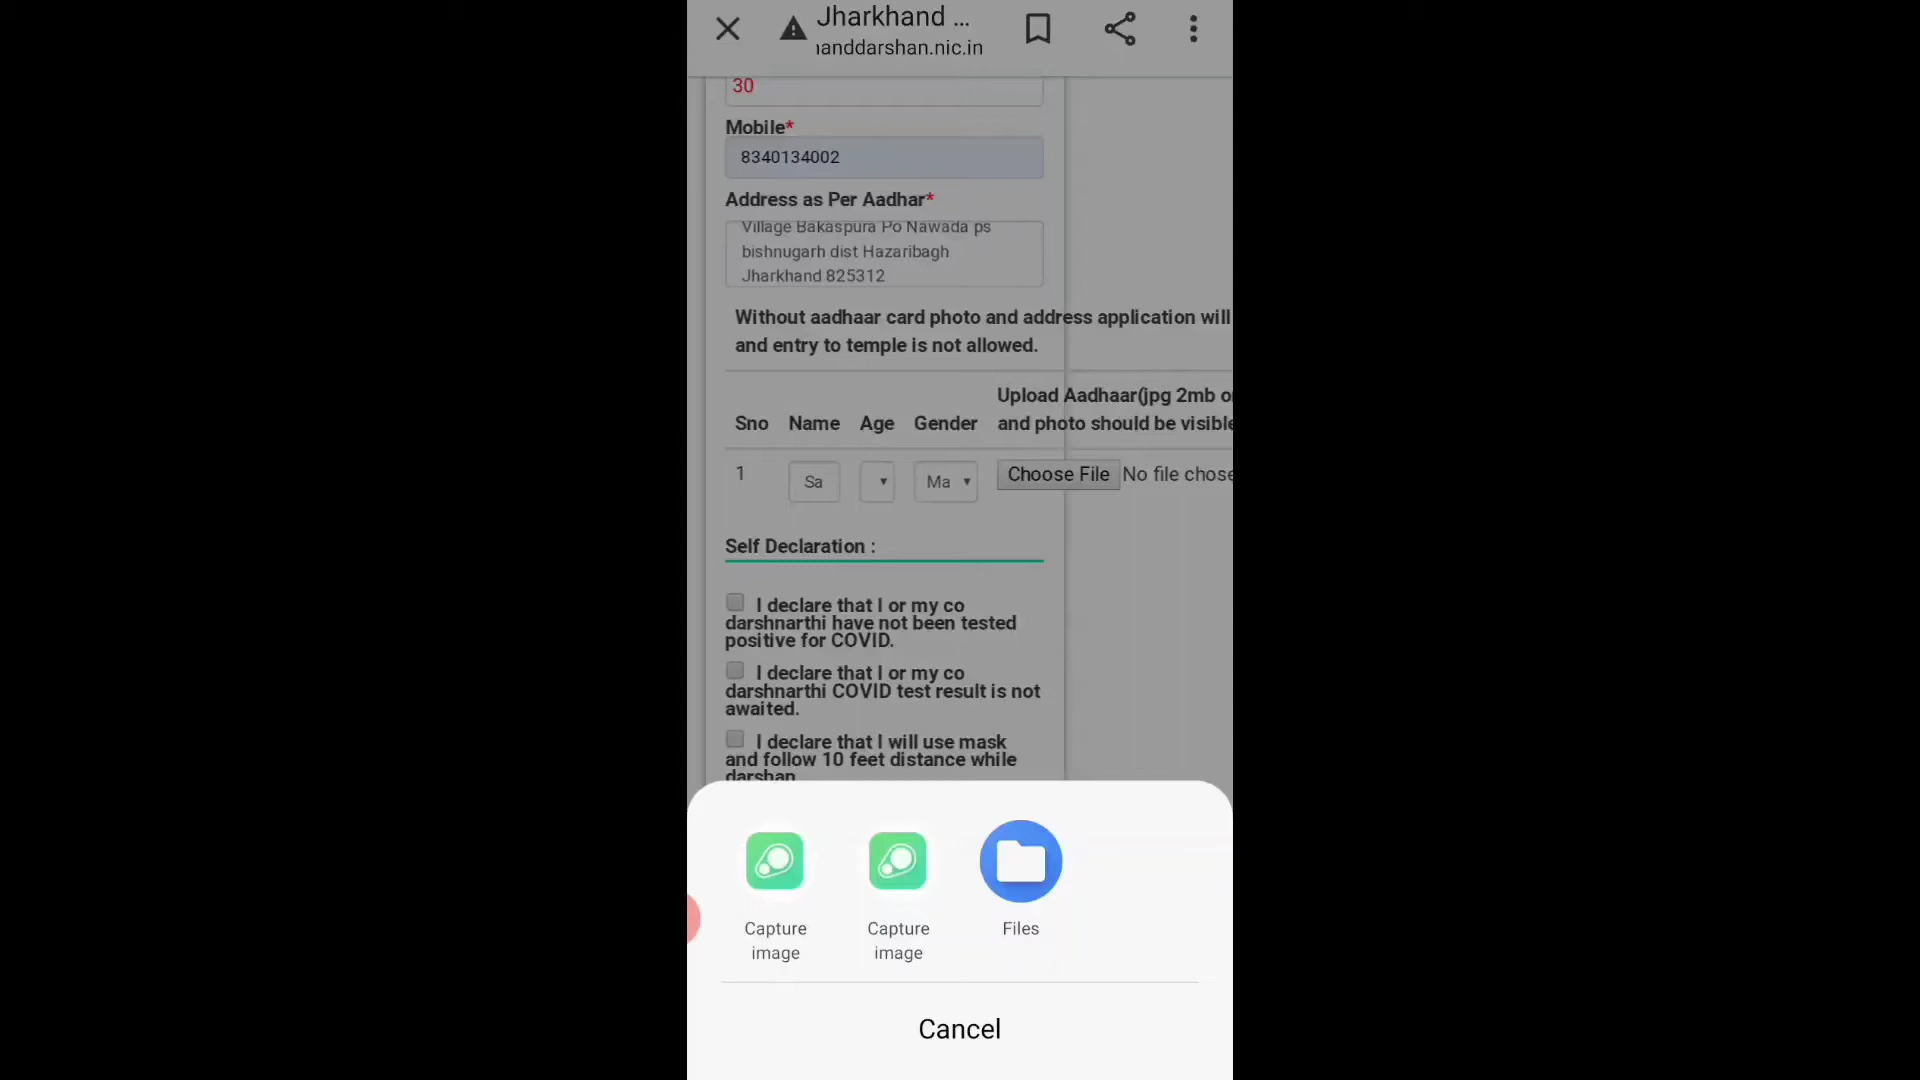 Jharkhand ...
anddarshan.nic.in
30
Mobile*
8340134002
Address as Per Aadhar*
Village Bakaspura Po Nawada ps
bishnugarh dist Hazaribagh
Jharkhand 825312
Without aadhaar card photo and address application will
and entry to temple is not allowed.
Upload Aadhaar(jpg 2mb
Sno Name Age Gender and photo should be visible
1 Sa Ma Choose File No file chose
Self Declaration :
I declare that I or my co
darshnarthi have not been tested
positive for COVID.
I declare that I or my co
darshnarthi COVID test result is not
awaited.
I declare that I will use mask
and follow 10 feet distance while
darshan
Capture image
Capture image
Files
Cancel